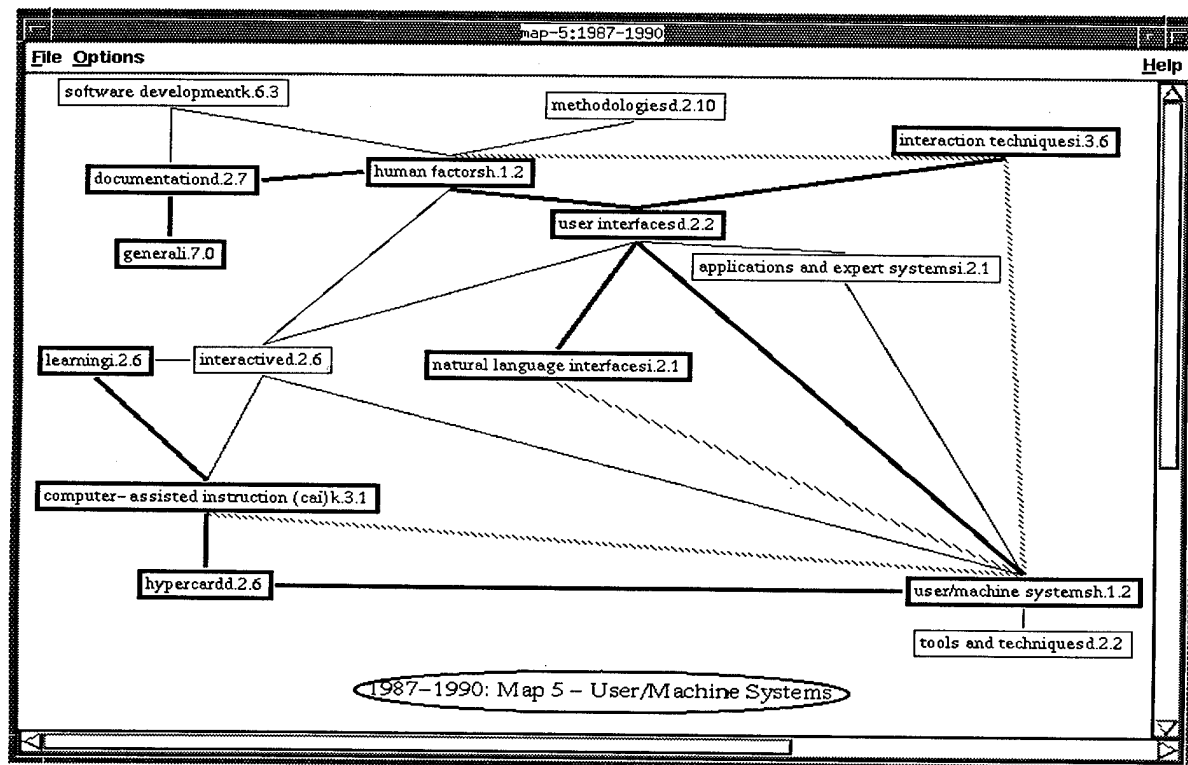 map-5:1987-1990
File Options
Help
software developmentk.6.3
methodologiesd.2.10
interaction techniquesi.3.6
documentationd.2.7
human factorsh.1.2
user interfacesd.2.2
generali.7.0
applications and expert systemsi.2.1
learningi.2.6
interactived.2.6
natural language interfacesi.2.1
computer-assisted instruction (cai)k.3.1
hypercardd.2.6
user/machine systemsh.1.2
tools and techniquesd.2.2
1987-1990: Map 5 - User/Machine Systems